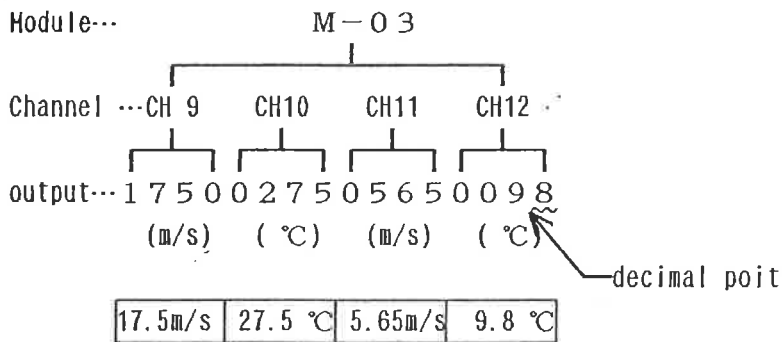 Module… M-03
Channel …CH 9 CH10 CH11 CH12
output…1750027505650098
(m/s) ( ℃) (m/s) ( ℃)
decimal poit
17.5m/s 27.5 ℃ 5.65m/s 9.8 ℃